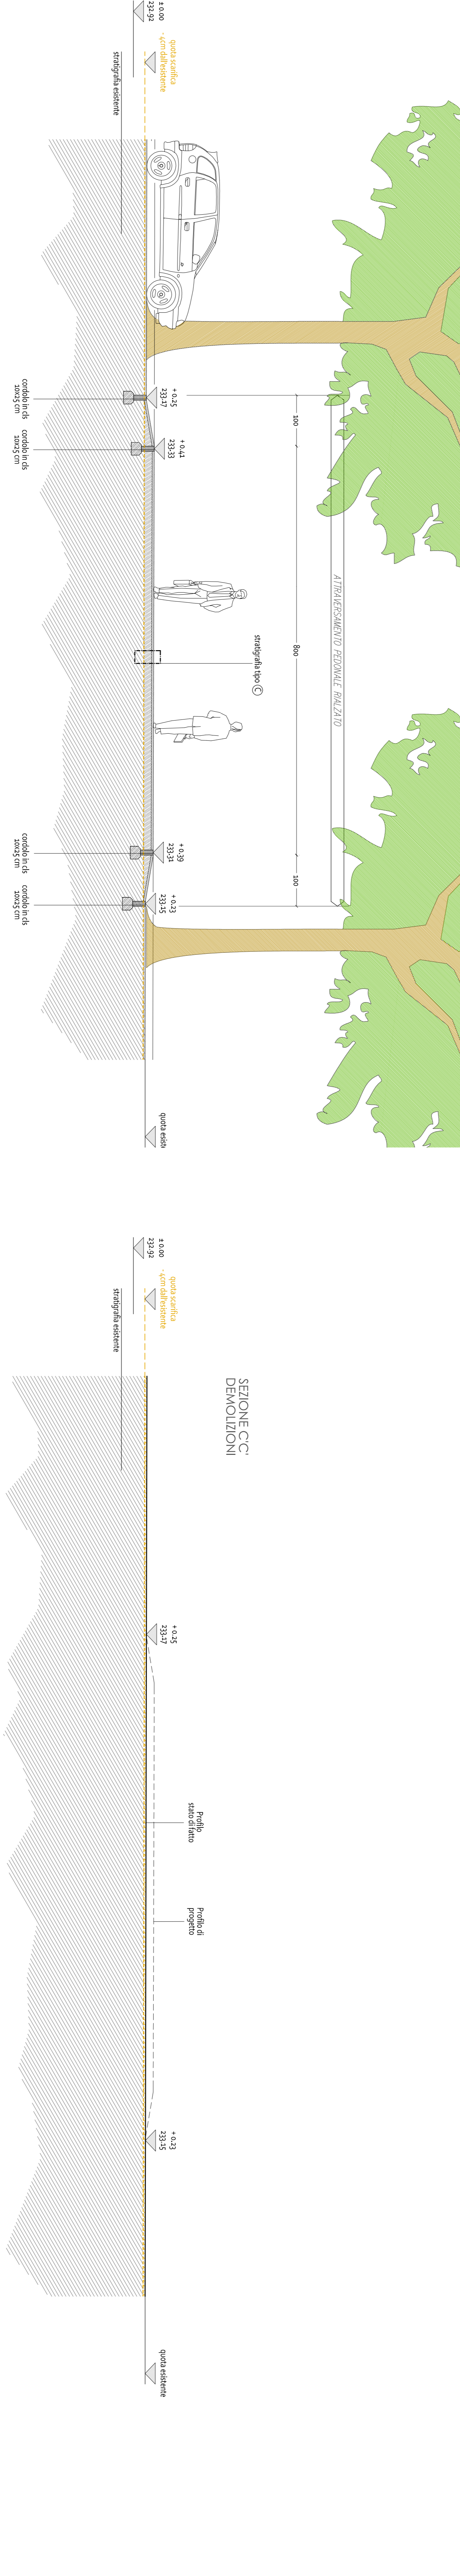 ± 0.00
232.92
quota scarifica
- 4cm dall'esistente
stratigrafia esistente
+ 0.25
233.17
cordolo in cls
10x25 cm
+ 0.41
233.33
cordolo in cls
10x25 cm
100
800
100
ATTRAVERSAMENTO PEDONALE RIALZATO
stratigrafia tipo C
+ 0.39
233.31
cordolo in cls
10x25 cm
+ 0.23
233.15
cordolo in cls
10x25 cm
quota esiste
± 0.00
232.92
quota scarifica
- 4cm dall'esistente
stratigrafia esistente
SEZIONE C'C'
DEMOLIZIONI
+ 0.25
233.17
Profilo
stato di fatto
Profilo di
progetto
+ 0.23
233.15
quota esistente